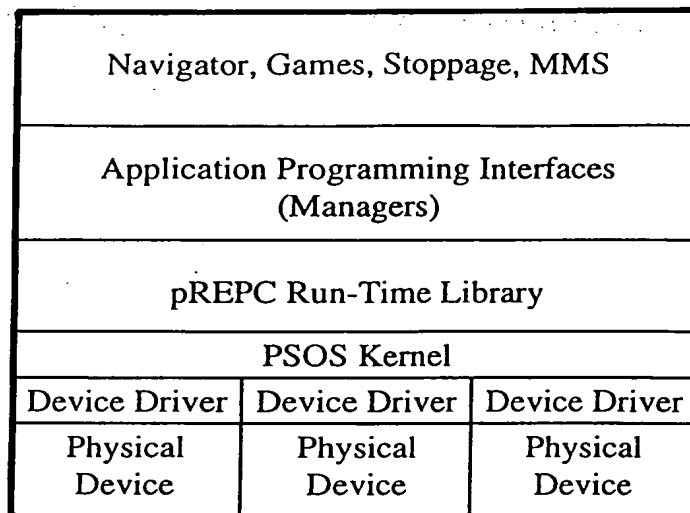 Navigator, Games, Stoppage, MMS
Application Programming Interfaces
(Managers)
pREPC Run-Time Library
PSOS Kernel
Device Driver Device Driver Device Driver
Physical Physical Physical
Device Device Device